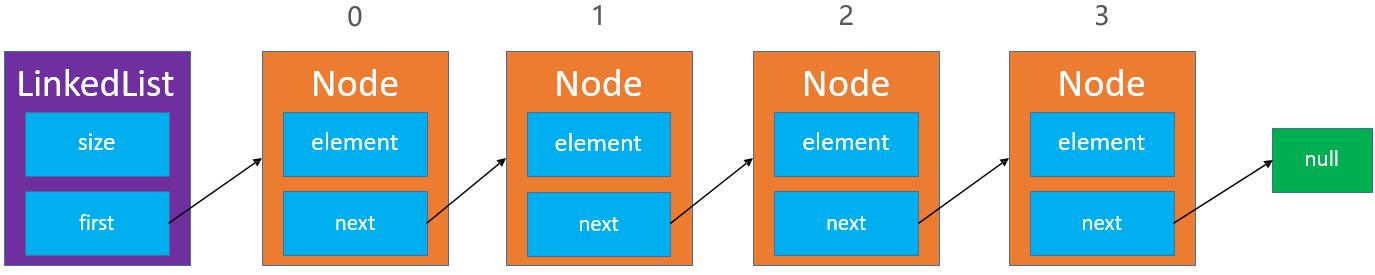 0 1 2 3
LinkedList Node Node Node Node
size element element element element
null
first next next next next